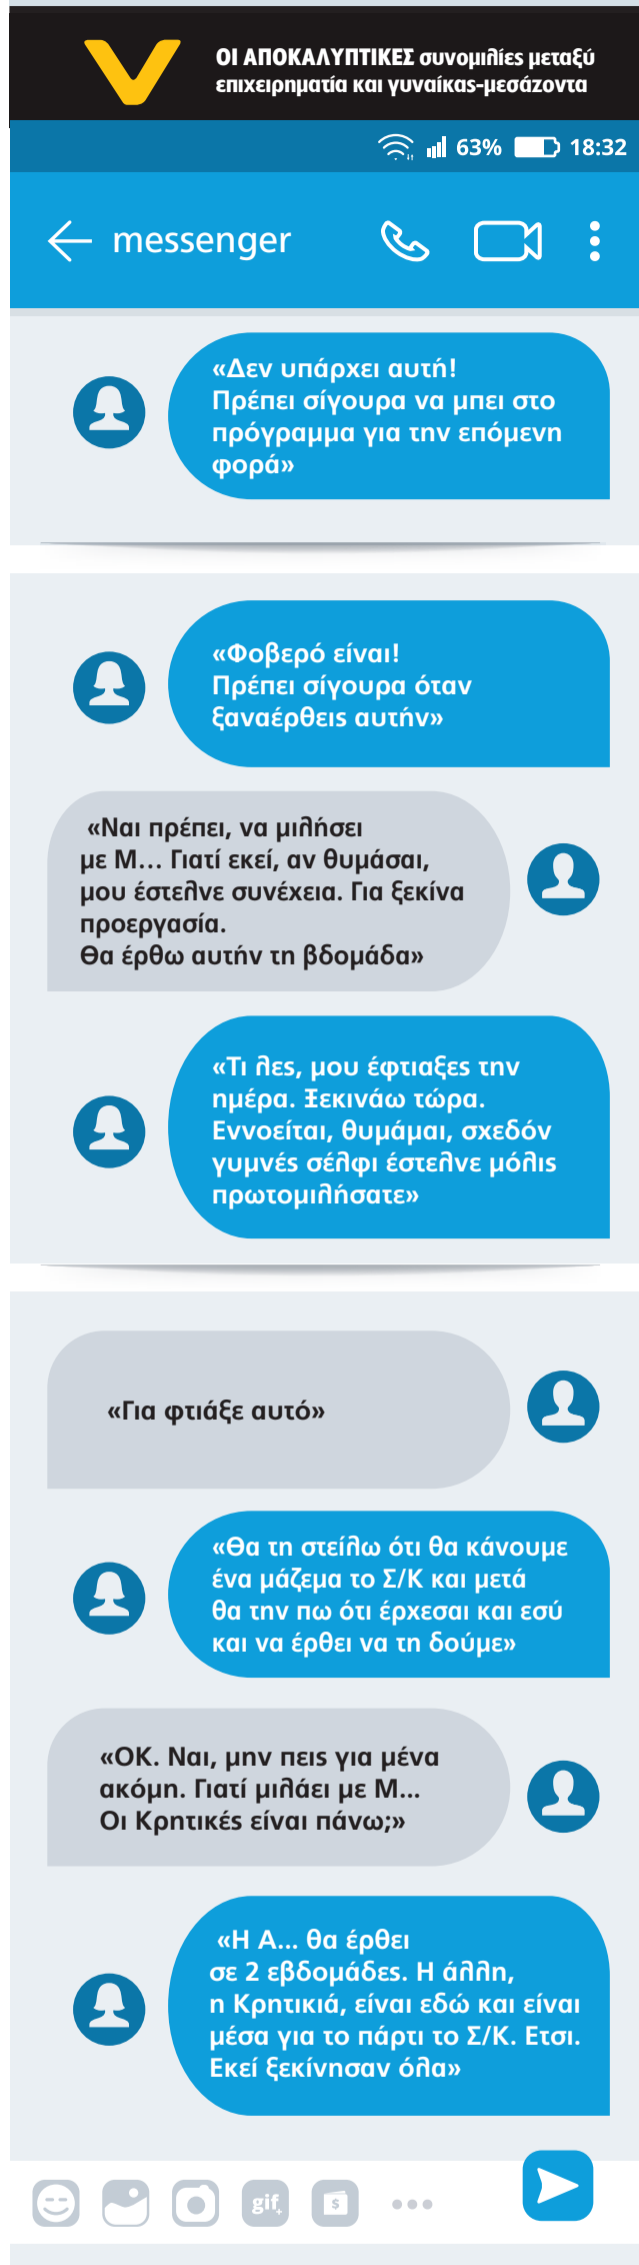 ΟΙ ΑΠΟΚΑΛΥΠΤΙΚΕΣ συνομιλίες μεταξύ
επιχειρηματία και γυναίκας-μεσάζοντα
63% 18:32
messenger
«Δεν υπάρχει αυτή!
Πρέπει σίγουρα να μπει στο
πρόγραμμα για την επόμενη
φορά»
«Φοβερό είναι!
Πρέπει σίγουρα όταν
ξαναέρθεις αυτήν»
«Ναι πρέπει, να μιλήσει
με Μ... Γιατί εκεί, αν θυμάσαι,
μου έστελνε συνέχεια. Για ξεκίνα
προεργασία.
Θα έρθω αυτήν τη βδομάδα»
«Τι λες, μου έφτιαξες την
ημέρα. Ξεκινάω τώρα.
Εννοείται, θυμάμαι, σχεδόν
γυμνές σέλφι έστελνε μόλις
πρωτομιλήσατε»
«Για φτιάξε αυτό»
«Θα τη στείλω ότι θα κάνουμε
ένα μάζεμα το Σ/Κ και μετά
θα την πω ότι έρχεσαι και εσύ
και να έρθει να τη δούμε»
«ΟΚ. Ναι, μην πεις για μένα
ακόμη. Γιατί μιλάει με Μ...
Οι Κρητικές είναι πάνω;»
«Η Α... θα έρθει
σε 2 εβδομάδες. Η άλλη,
η Κρητικιά, είναι εδώ και είναι
μέσα για το πάρτι το Σ/Κ. Ετσι.
Εκεί ξεκίνησαν όλα»
gif $